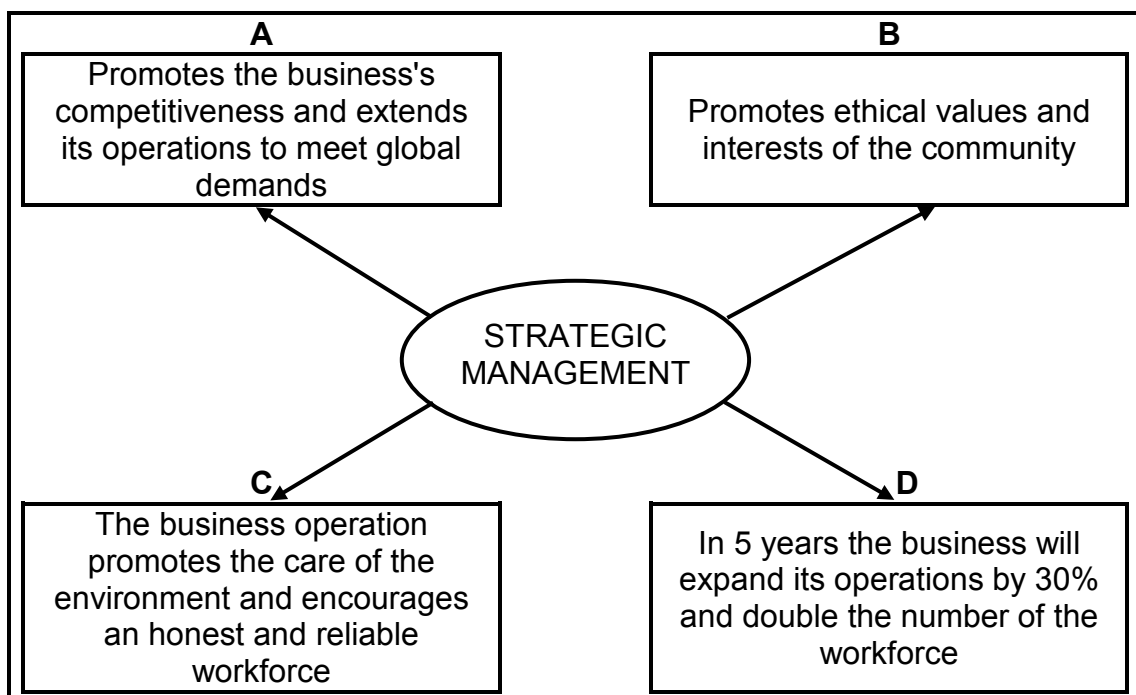 A
Promotes the business's
competitiveness and extends
its operations to meet global
demands
B
Promotes ethical values and
interests of the community
STRATEGIC
MANAGEMENT
C
The business operation
promotes the care of the
environment and encourages
an honest and reliable
workforce
D
In 5 years the business will
expand its operations by 30%
and double the number of the
workforce